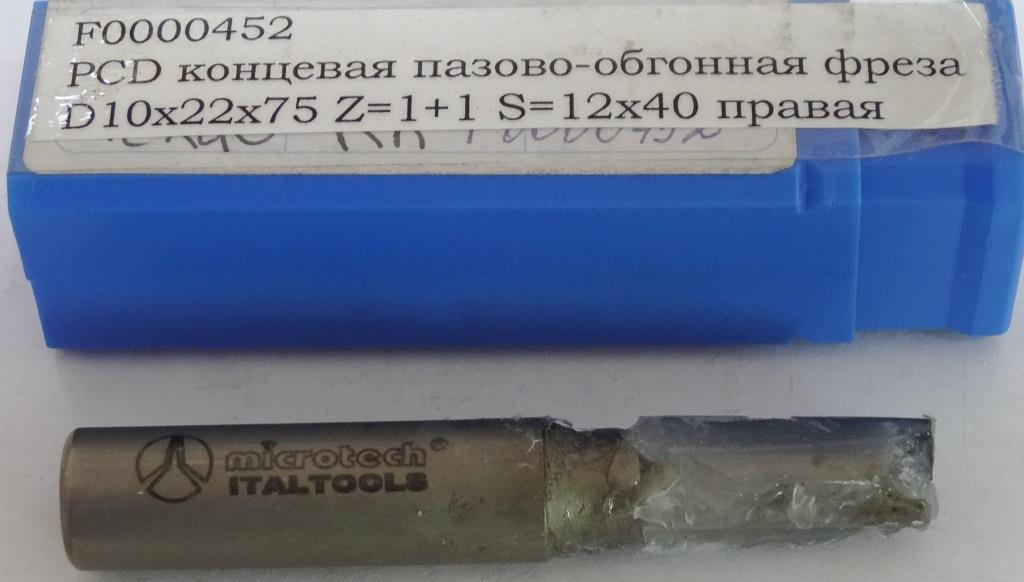 F0000452
PCD концевая пазово-обгонная фреза
D10x22x75 Z=1+1 S=12x40 правая
microtech®
ITALTOOLS